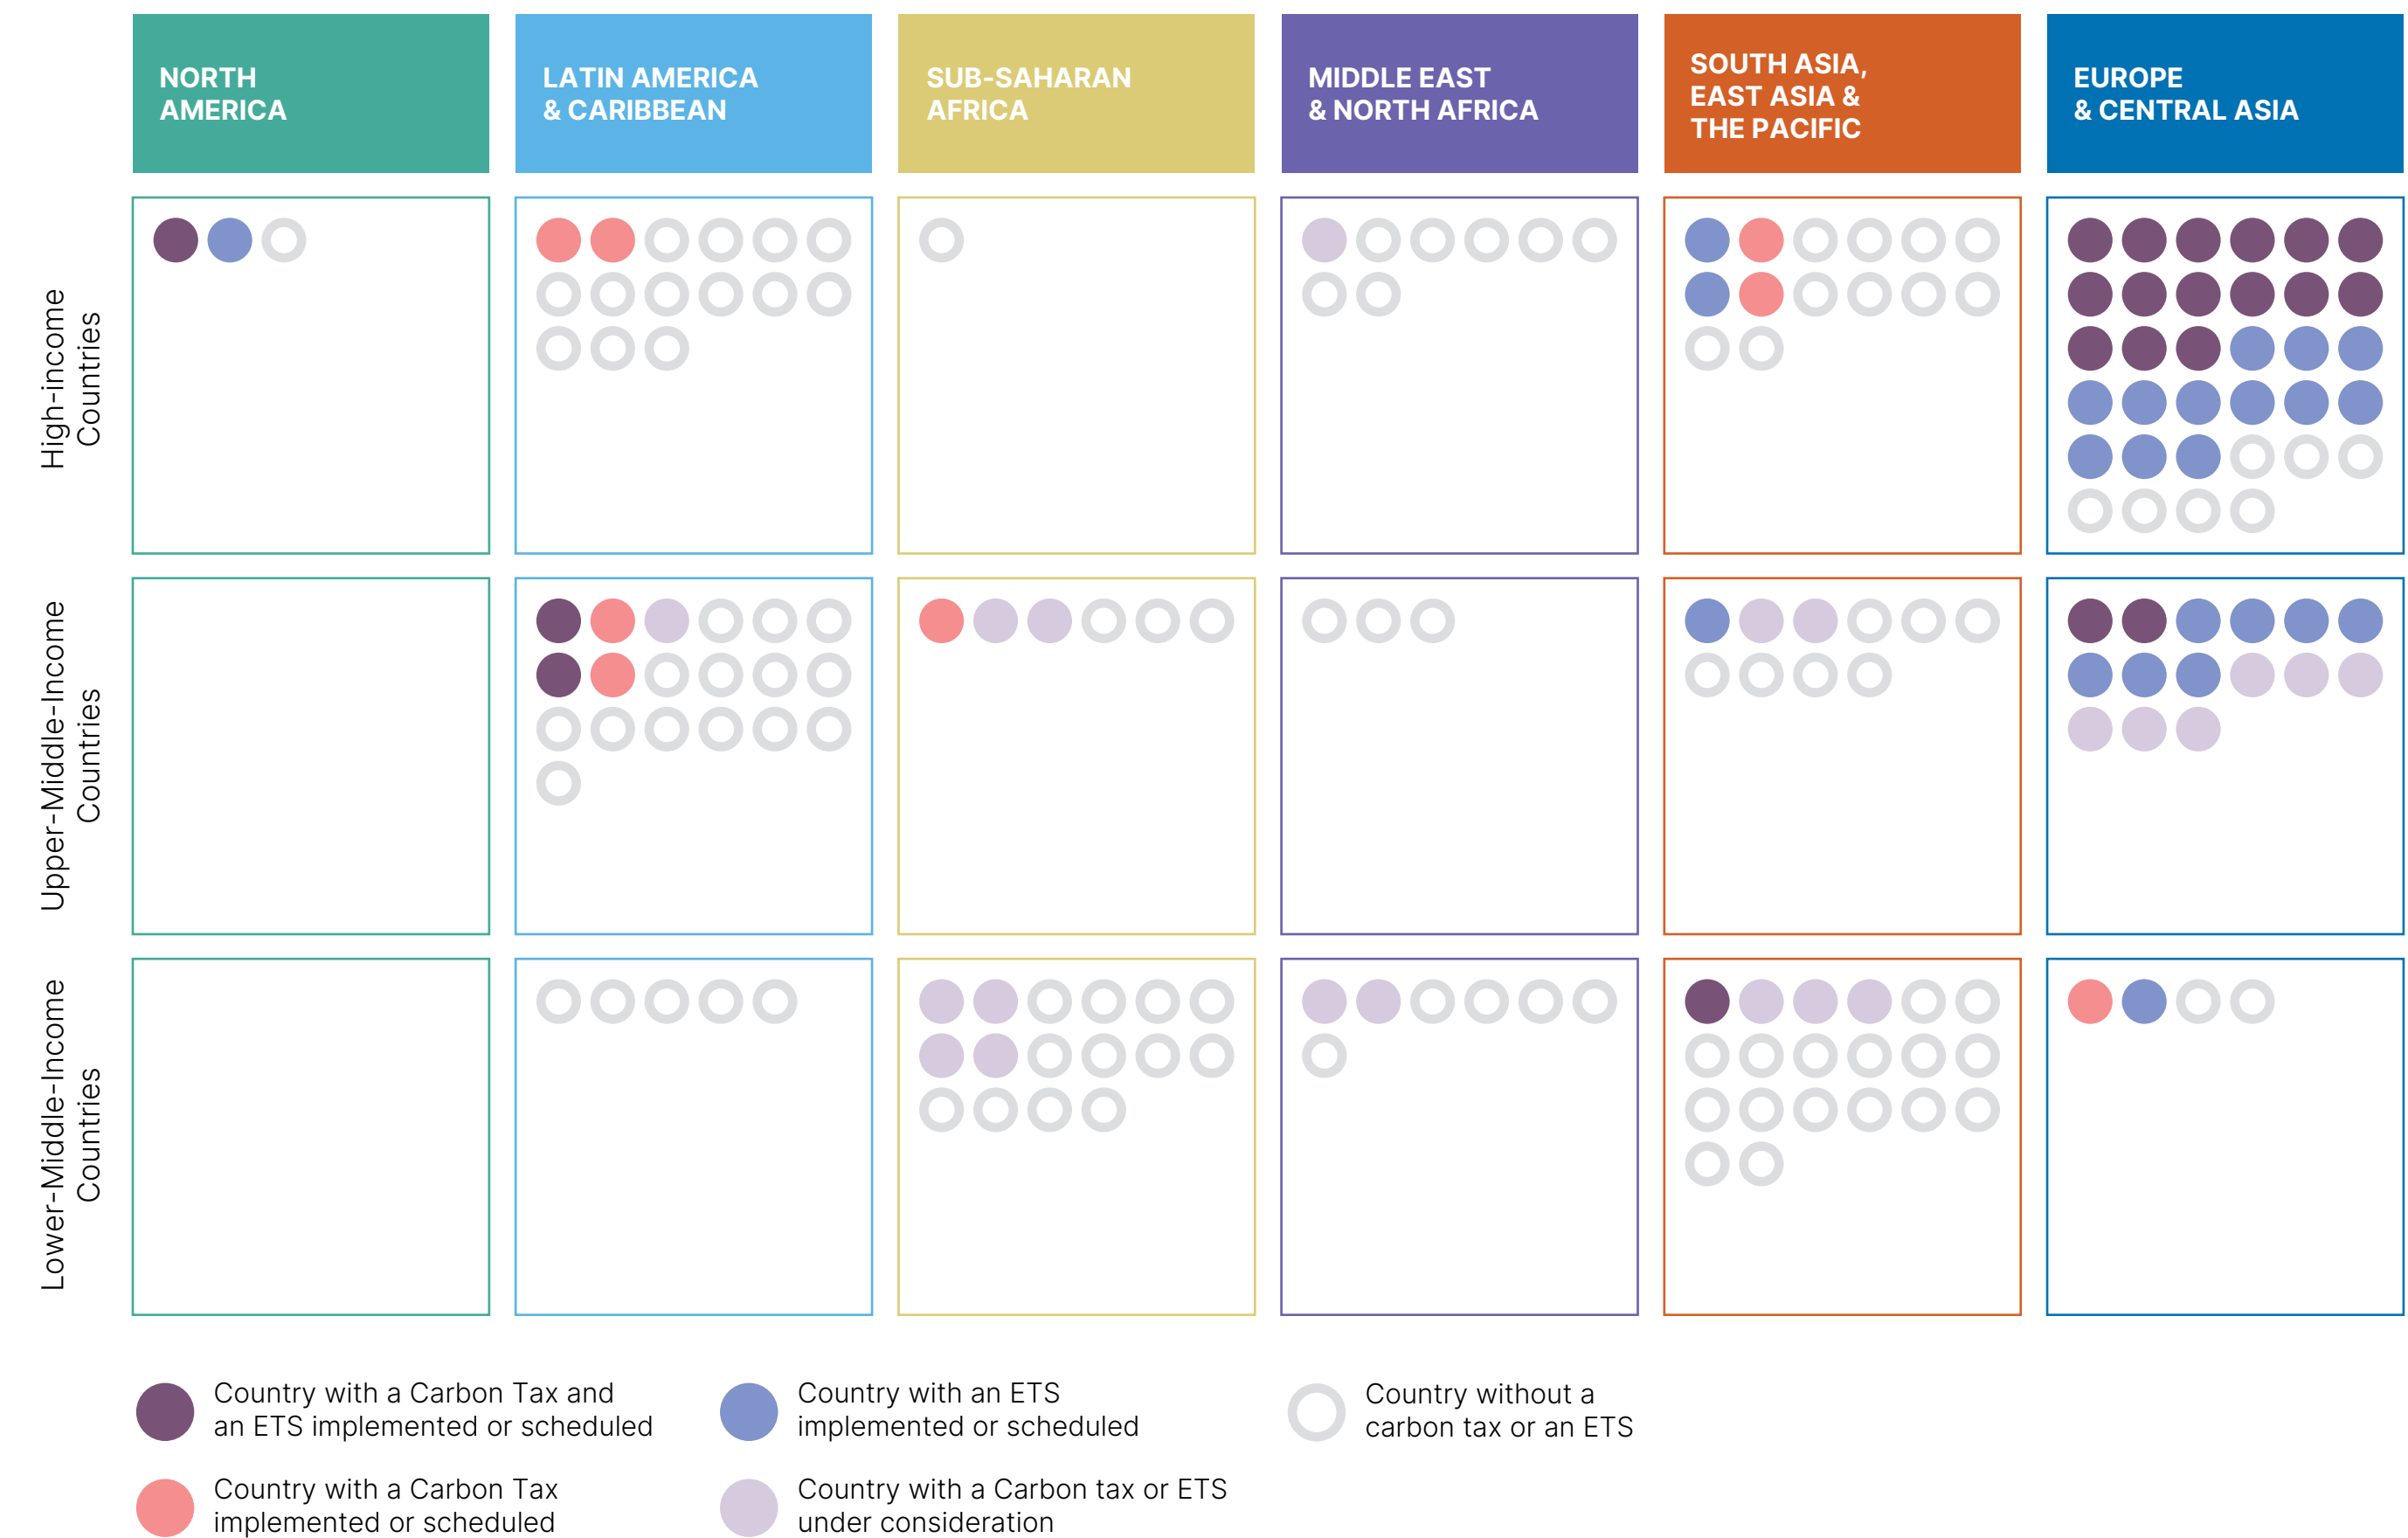 NORTH
AMERICA
LATIN AMERICA
& CARIBBEAN
SUB-SAHARAN
AFRICA
MIDDLE EAST
& NORTH AFRICA
SOUTH ASIA,
EAST ASIA &
THE PACIFIC
EUROPE
& CENTRAL ASIA
High-income
Countries
Upper-Middle-Income
Countries
Lower-Middle-Income
Countries
Country with a Carbon Tax and
an ETS implemented or scheduled
Country with an ETS
implemented or scheduled
Country without a
carbon tax or an ETS
Country with a Carbon Tax
implemented or scheduled
Country with a Carbon tax or ETS
under consideration